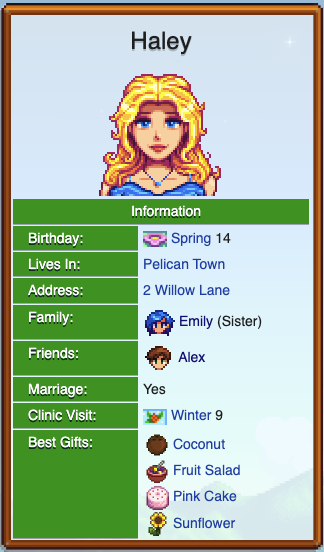 Haley
Information
Birthday: Spring 14
Lives In: Pelican Town
Address: 2 Willow Lane
Family: Emily (Sister)
Friends: Alex
Marriage: Yes
Clinic Visit: Winter 9
Best Gifts: Coconut
Fruit Salad
Pink Cake
Sunflower